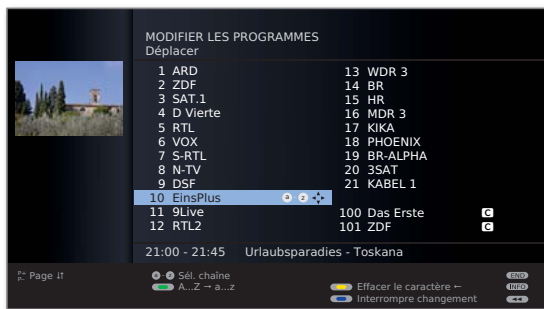 MODIFIER LES PROGRAMMES
Déplacer
1 ARD
2 ZDF
3 SAT.1
4 D Vierte
5 RTL
6 VOX
7 S-RTL
8 N-TV
9 DSF
10 EinsPlus a - z
11 9Live
12 RTL2
13 WDR 3
14 BR
15 HR
16 MDR 3
17 KIKA
18 PHOENIX
19 BR-ALPHA
20 3SAT
21 KABEL 1
100 Das Erste C
101 ZDF C
21:00 - 21:45 Urlaubsparadies - Toskana
P+ P- Page ↓↑
0 - 9 Sél. chaîne
A...Z → a...z
Effacer le caractère ←
Interrompre changement
END
INFO